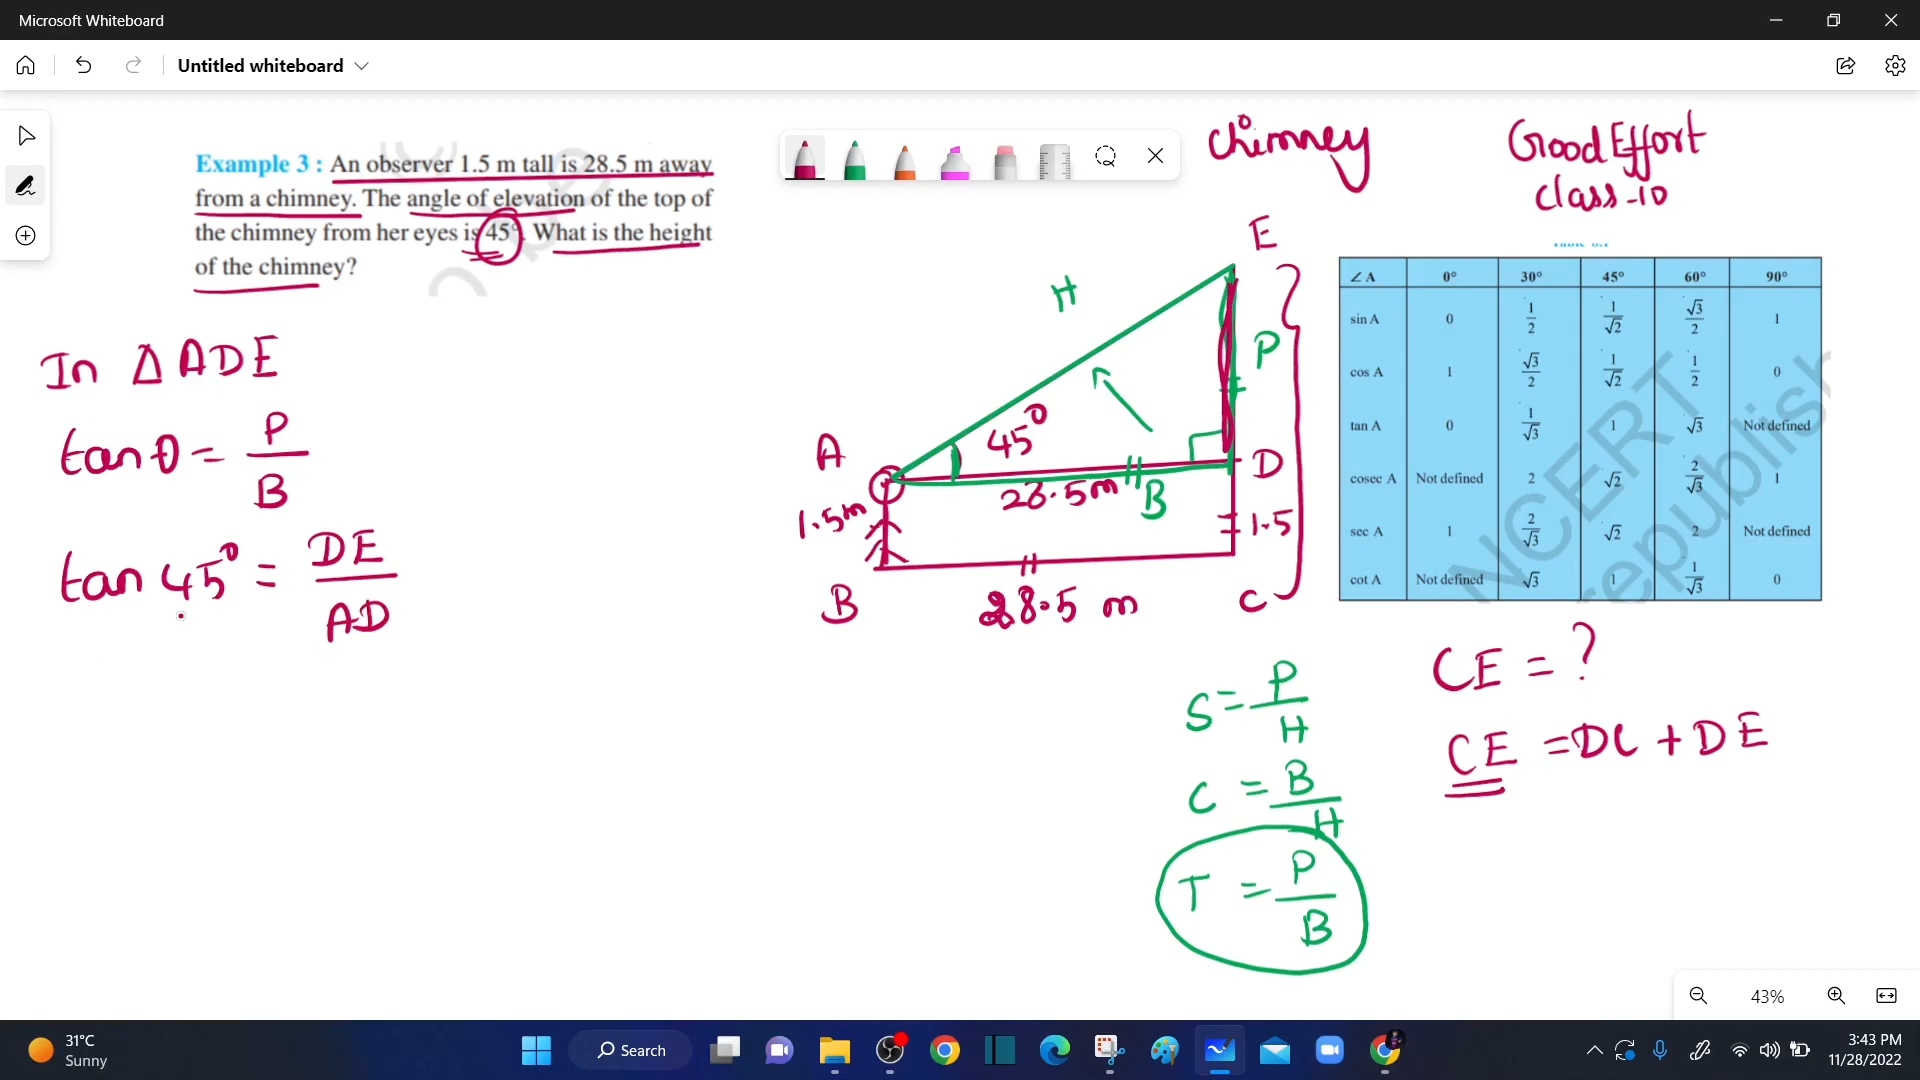 Microsoft Whiteboard
Untitled whiteboard
Example 3 : An observer 1.5 m tall is 28.5 m away
from a chimney. The angle of elevation of the top of
the chimney from her eyes is 45°. What is the height
of the chimney?
Chimney
Good Effort
class-10
In Δ ADE
tan θ = P
B
tan 45° = DE
AD
E
H
P
A
45°
D
28.5m
B
1.5m
1.5
B
28.5 m
C
∠ A 0° 30° 45° 60° 90°
sin A 0 1/2 1/√2 √3/2 1
cos A 1 √3/2 1/√2 1/2 0
tan A 0 1/√3 1 √3 Not defined
cosec A Not defined 2 √2 2/√3 1
sec A 1 2/√3 √2 2 Not defined
cot A Not defined √3 1 1/√3 0
NCERT
republish
CE = ?
CE = DC + DE
S = P
H
C = B
H
T = P
B
43%
31°C
Sunny
Search
3:43 PM
11/28/2022